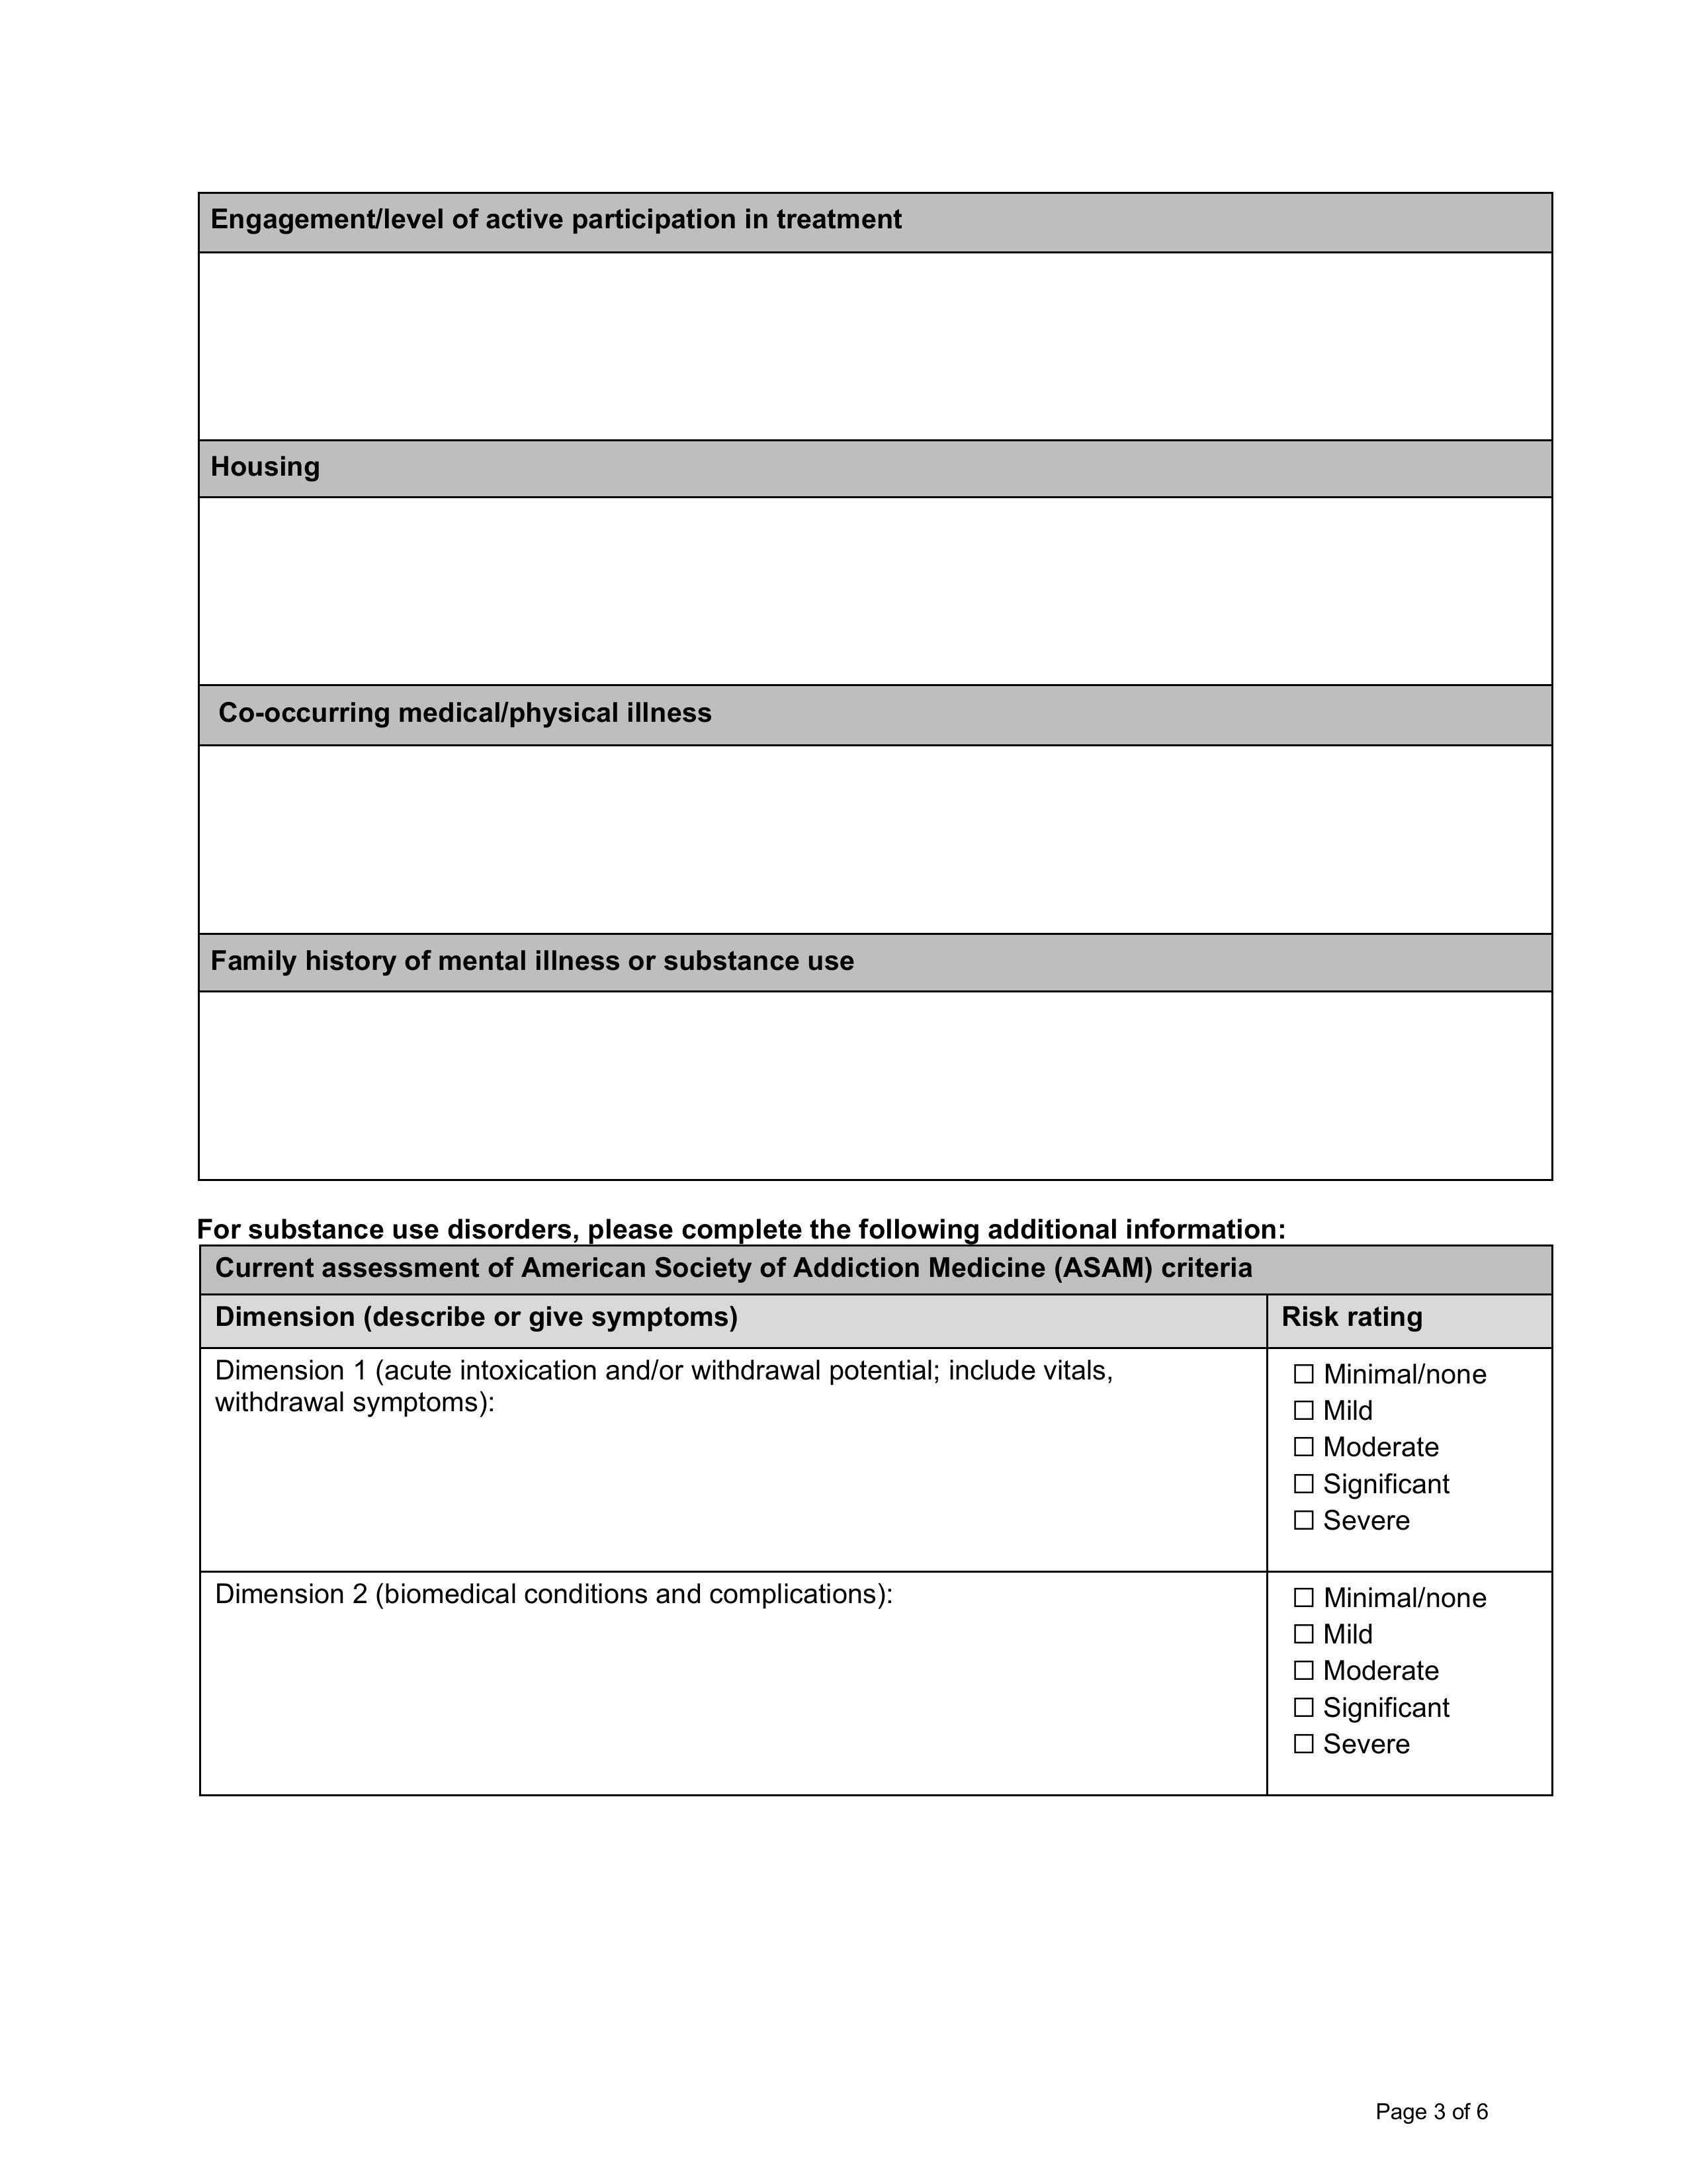 Engagement/level of active participation in treatment
Housing
Co-occurring medical/physical illness
Family history of mental illness or substance use
For substance use disorders, please complete the following additional information:
Current assessment of American Society of Addiction Medicine (ASAM) criteria
Dimension (describe or give symptoms) Risk rating
Dimension 1 (acute intoxication and/or withdrawal potential; include vitals,
withdrawal symptoms):
☐ Minimal/none
☐ Mild
☐ Moderate
☐ Significant
☐ Severe
Dimension 2 (biomedical conditions and complications):
☐ Minimal/none
☐ Mild
☐ Moderate
☐ Significant
☐ Severe
Page 3 of 6